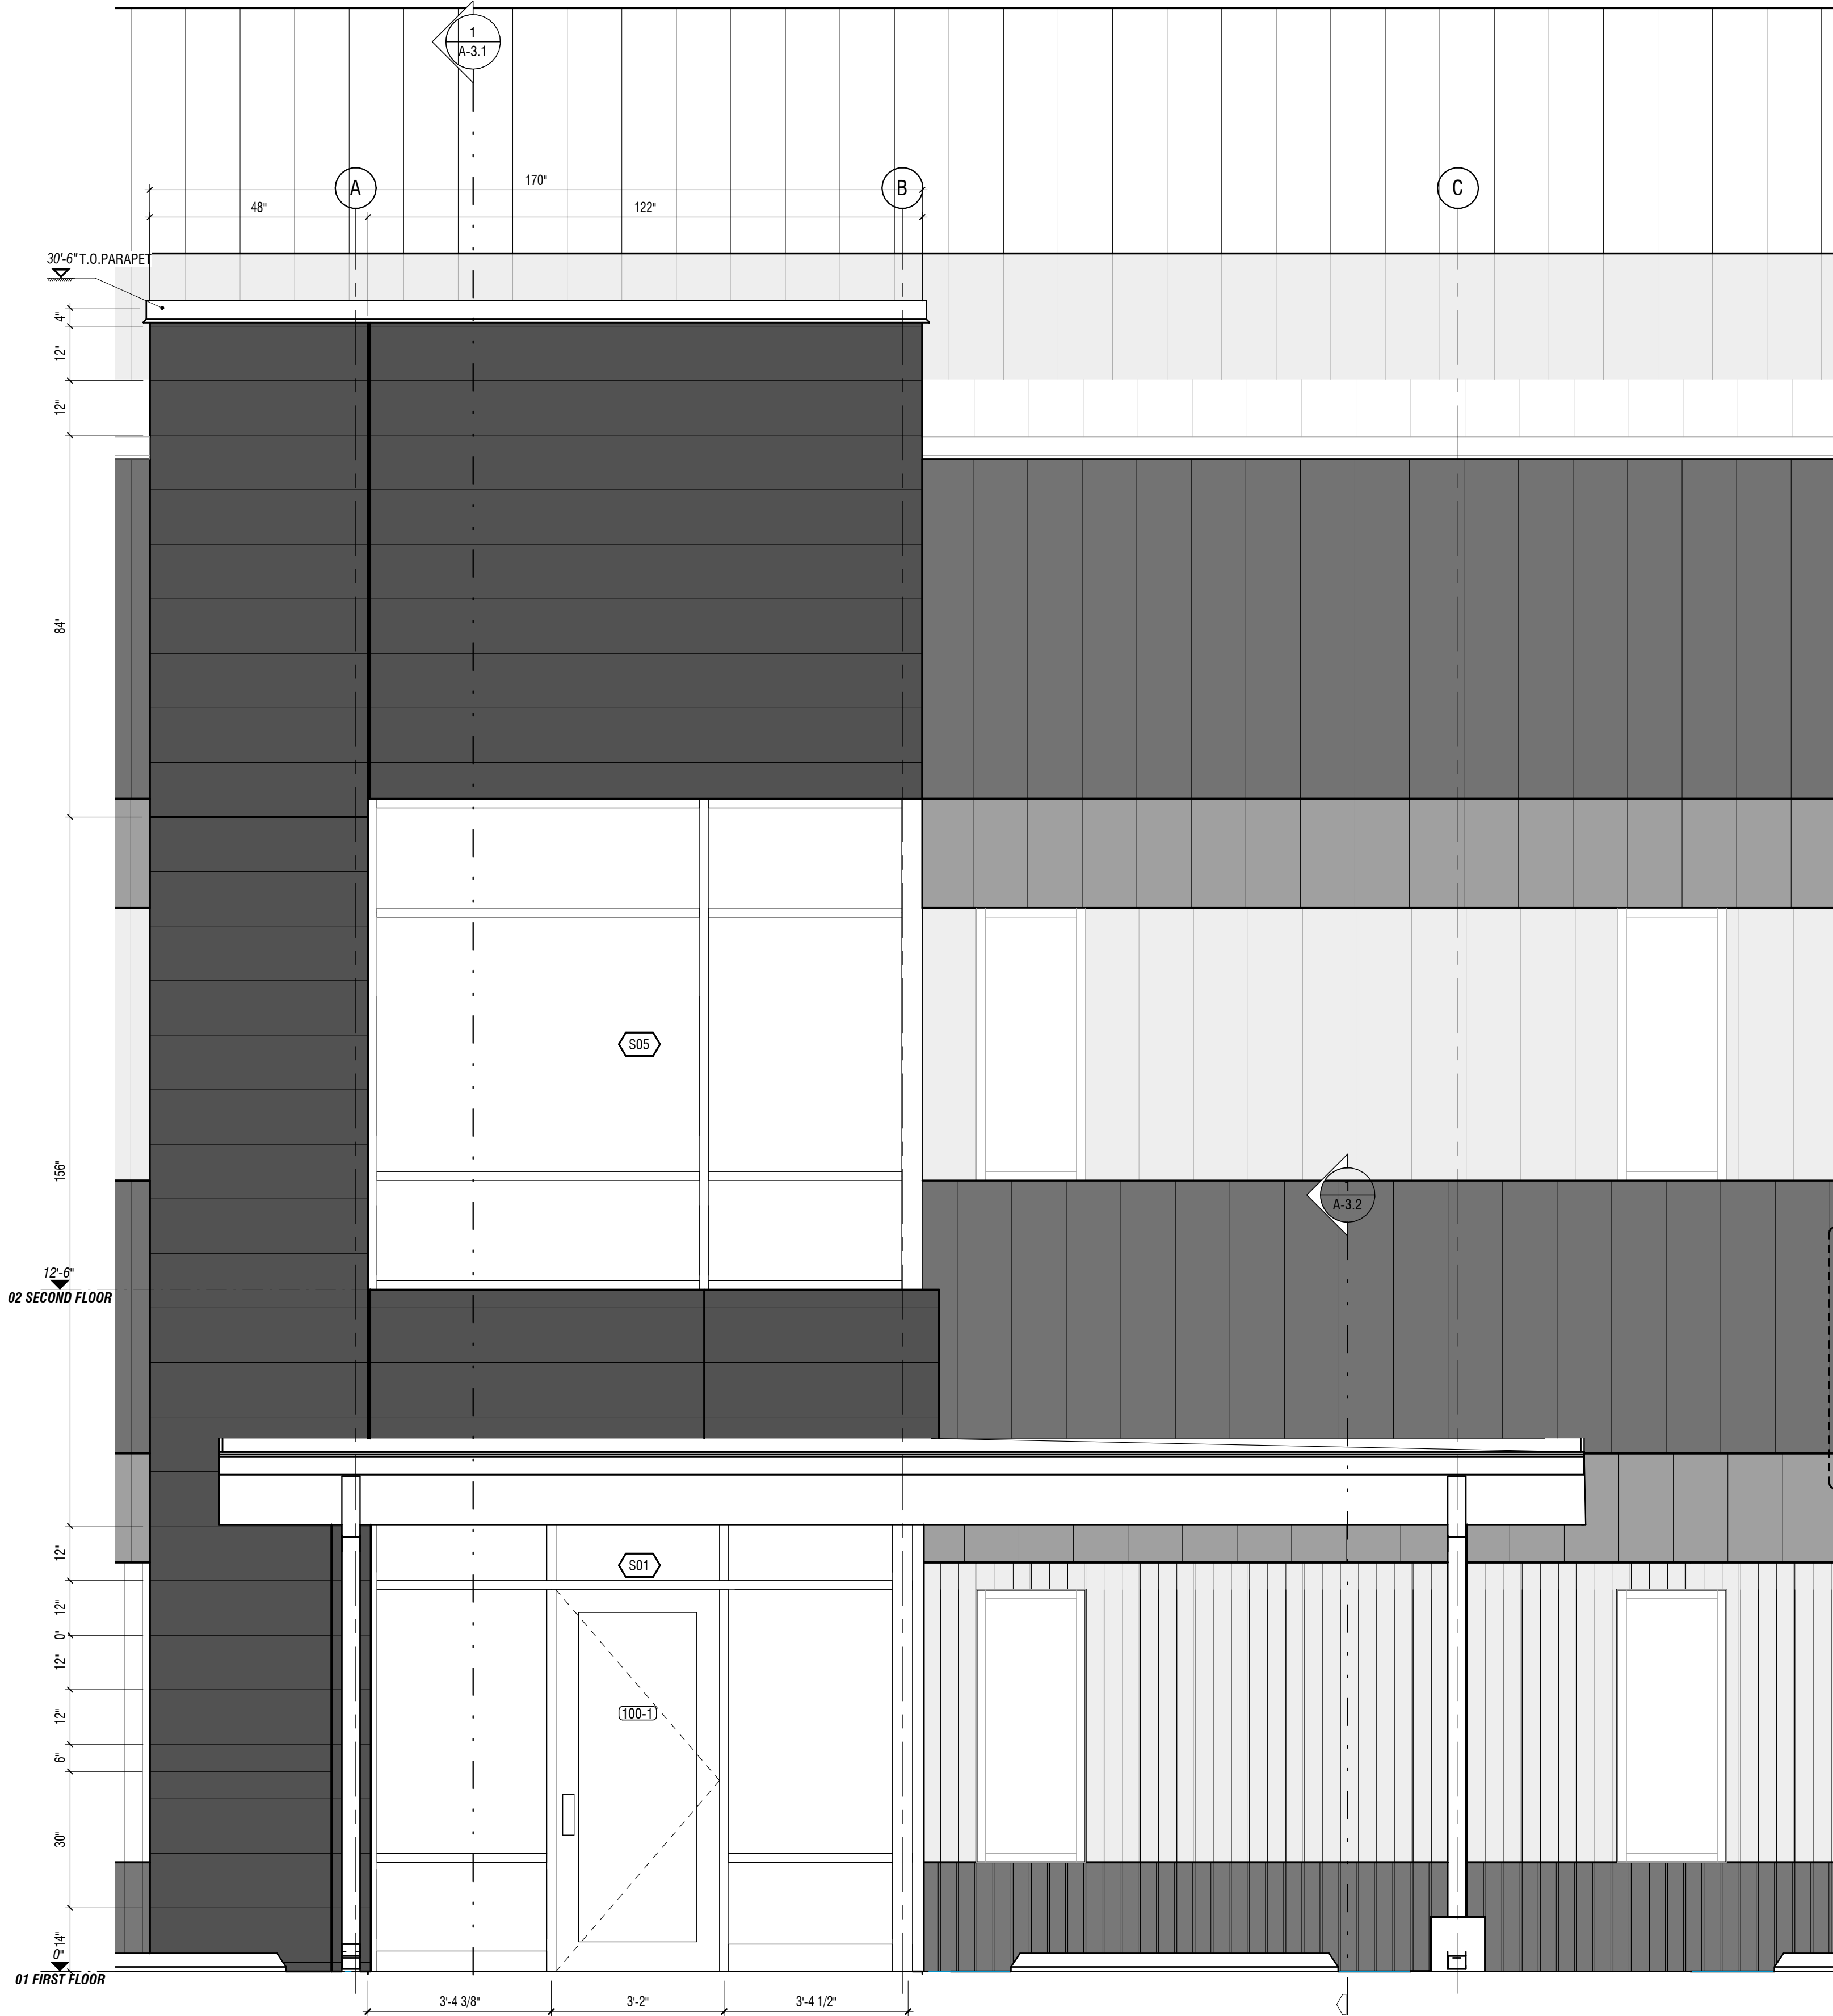 1
A-3.1
A
B
C
170"
48"
122"
30'-6" T.O.PARAPET
4"
12"
12"
84"
S05
156"
1
A-3.2
12'-6"
02 SECOND FLOOR
12"
S01
12"
0"
12"
100-1
12"
6"
30"
14"
0"
01 FIRST FLOOR
3'-4 3/8"
3'-2"
3'-4 1/2"